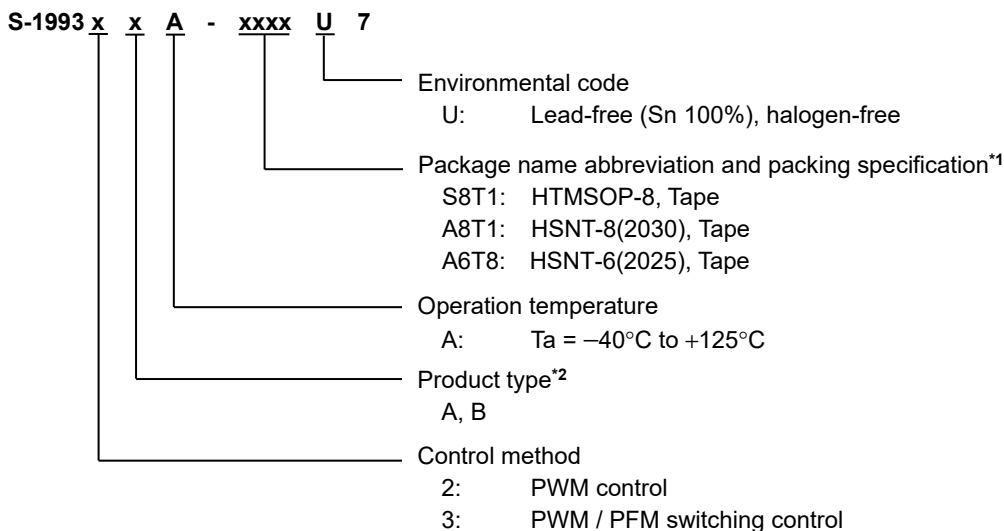 S-1993 x x A - xxxx U 7
Environmental code
U: Lead-free (Sn 100%), halogen-free
Package name abbreviation and packing specification*1
S8T1: HTMSOP-8, Tape
A8T1: HSNT-8(2030), Tape
A6T8: HSNT-6(2025), Tape
Operation temperature
A: Ta = −40°C to +125°C
Product type*2
A, B
Control method
2: PWM control
3: PWM / PFM switching control